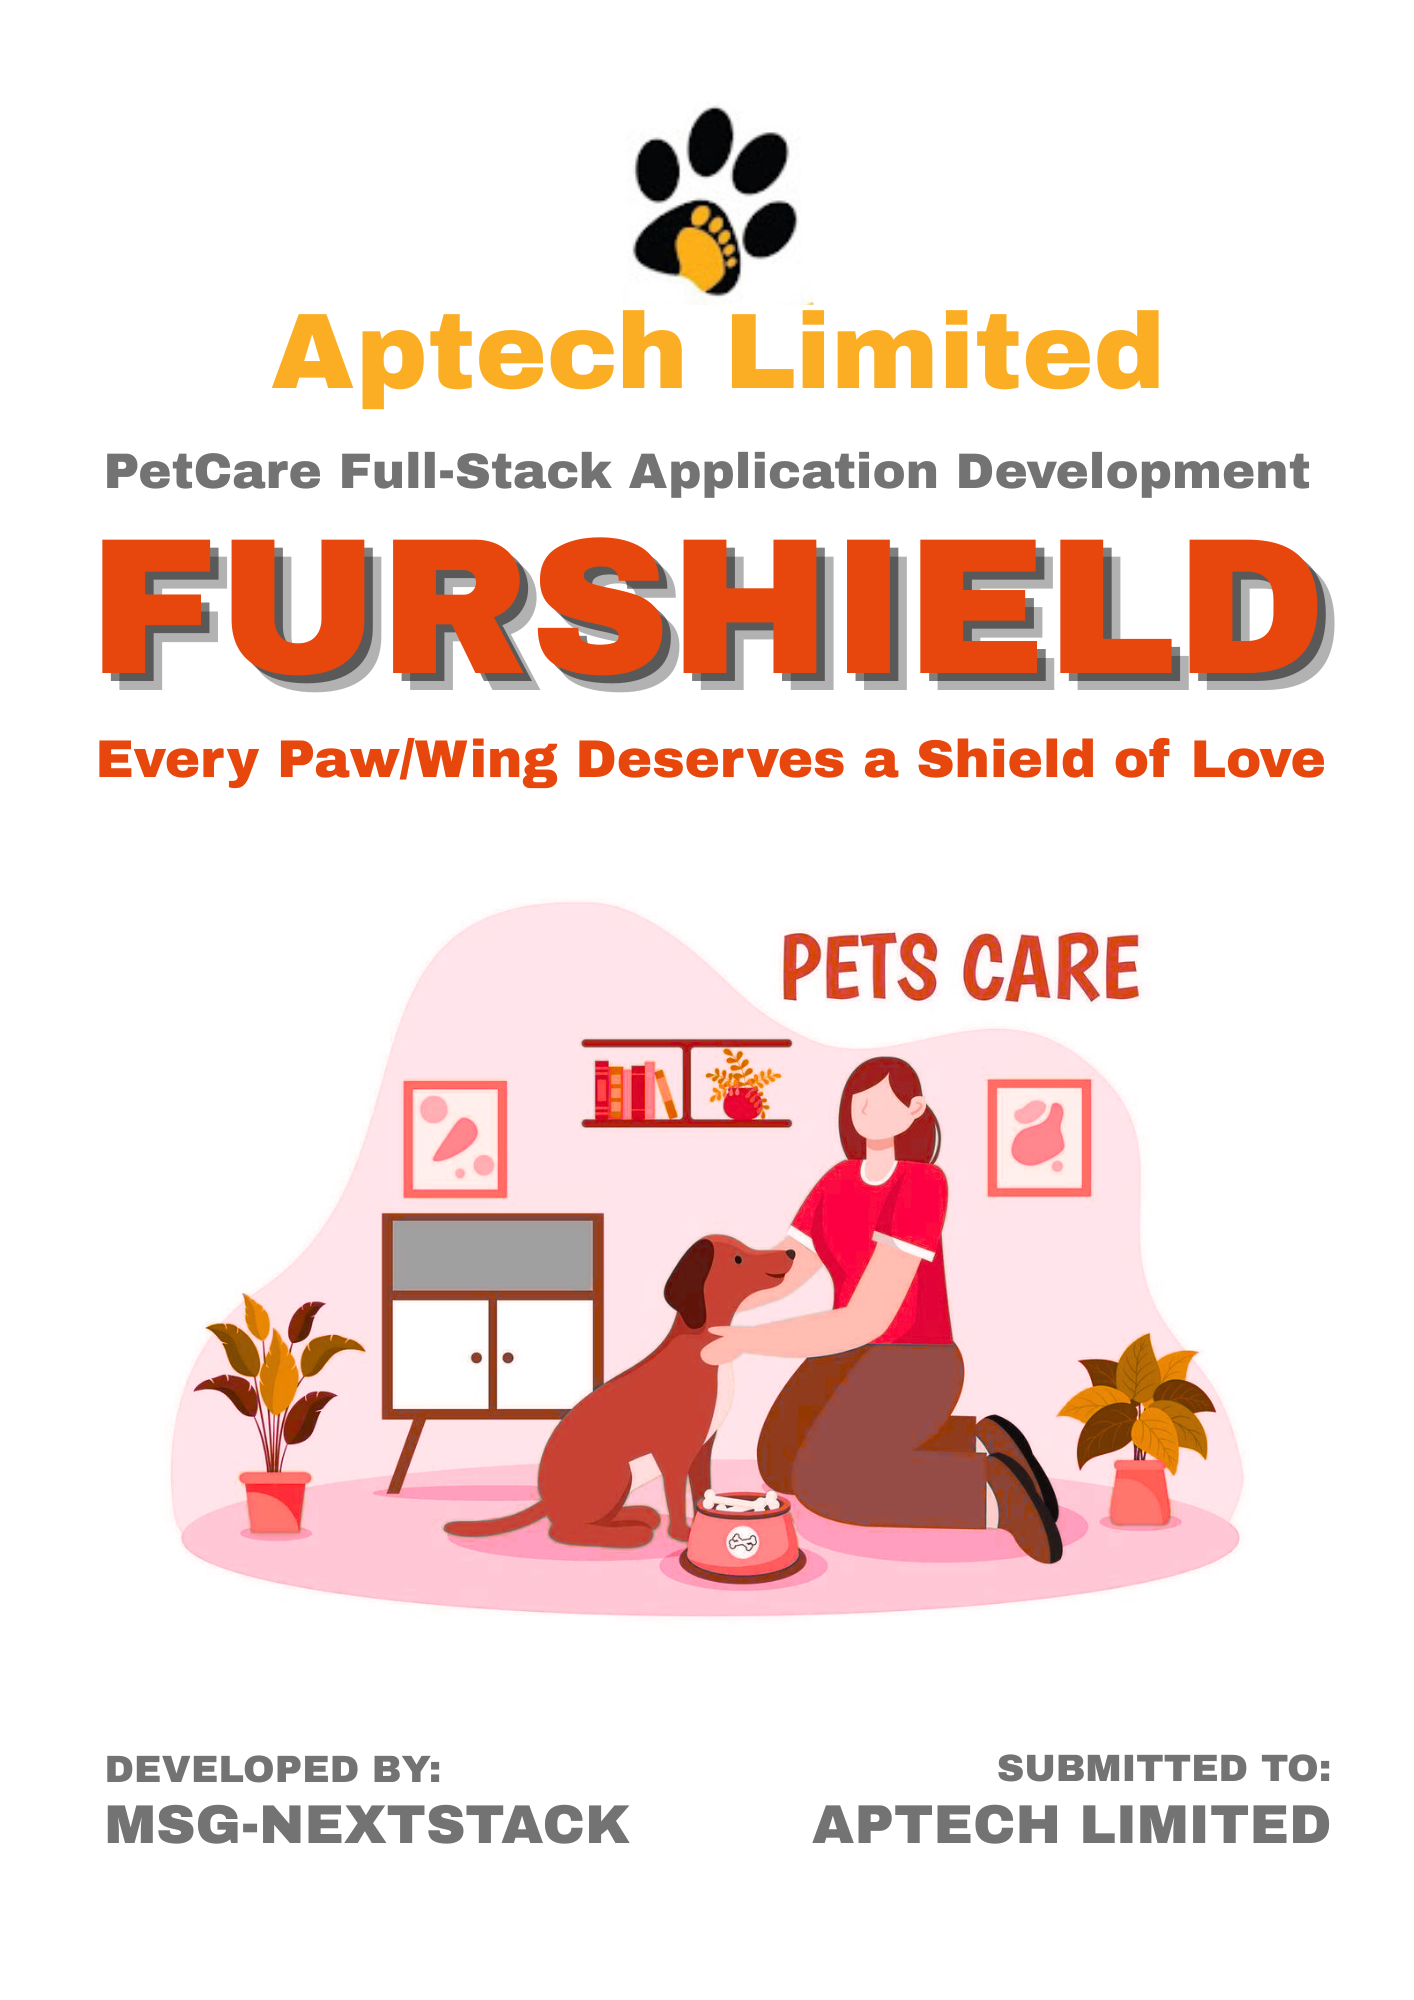 Aptech Limited
PetCare Full-Stack Application Development
FURSHIELD
Every Paw/Wing Deserves a Shield of Love
PETS CARE
DEVELOPED BY:
MSG-NEXTSTACK
SUBMITTED TO:
APTECH LIMITED